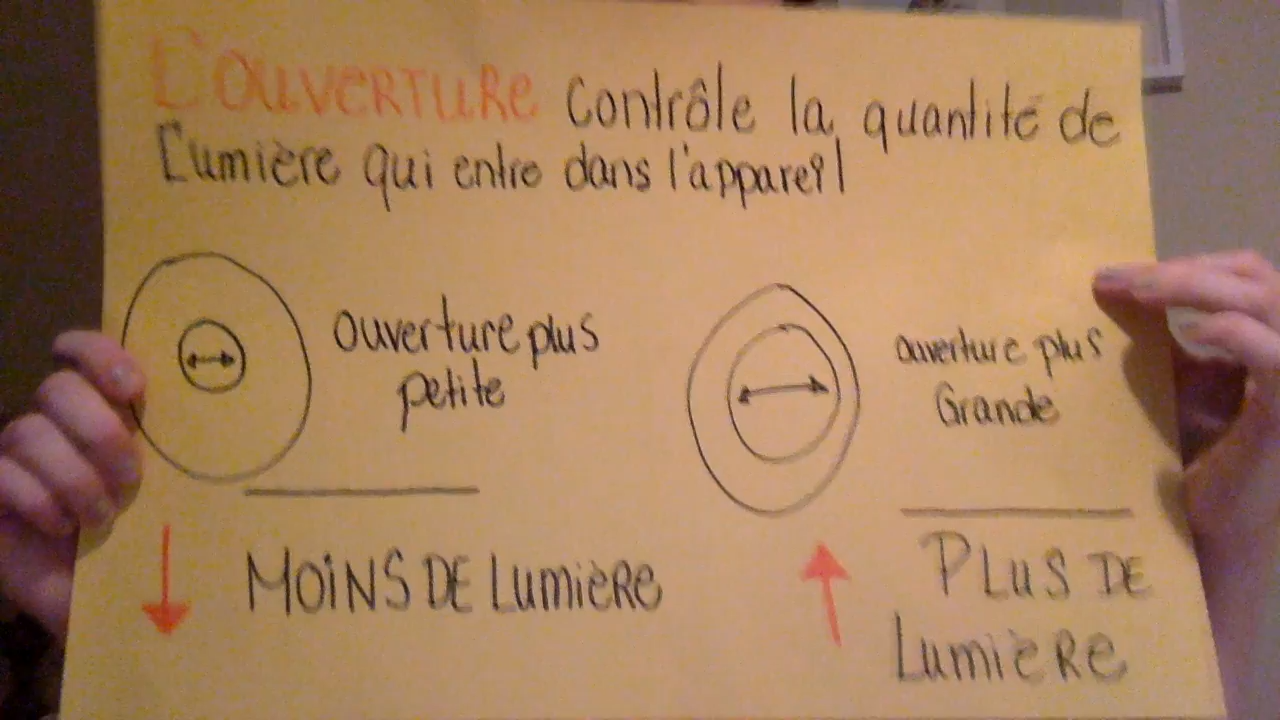 L'OUVERTURE contrôle la quantité de
Lumière qui entre dans l'appareil
ouverture plus
petite
ouverture plus
Grande
MOINS DE LUMIÈRE
PLUS DE
LUMIÈRE